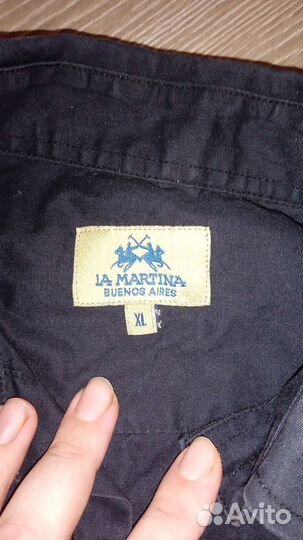 LA MARTINA
BUENOS AIRES
XL
Avito